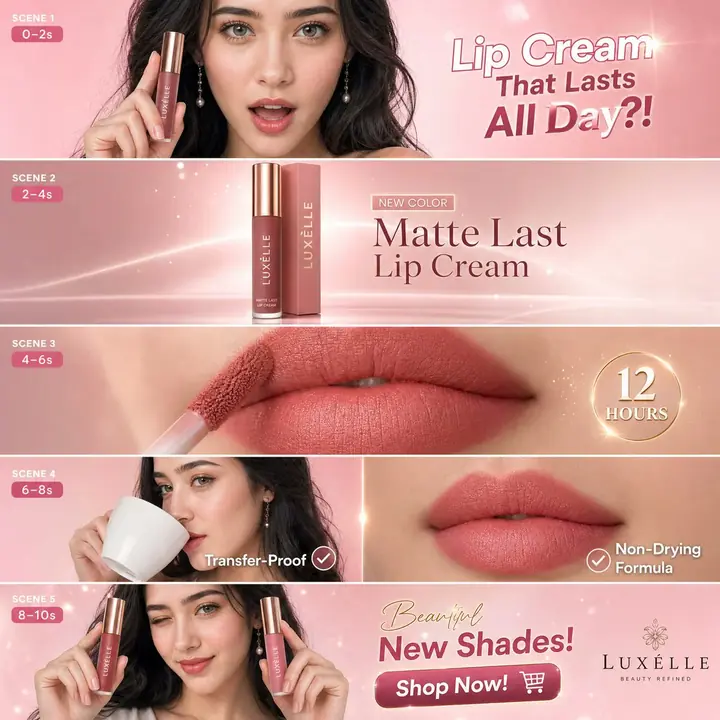 SCENE 1
0–2s
LUXÉLLE
Lip Cream
That Lasts
All Day?!
SCENE 2
2–4s
LUXÉLLE
MATTE LAST
LIP CREAM
LUXÉLLE
NEW COLOR
Matte Last
Lip Cream
SCENE 3
4–6s
12
HOURS
SCENE 4
6–8s
Transfer-Proof
Non-Drying
Formula
SCENE 5
8–10s
LUXÉLLE
LUXÉLLE
Beautiful
New Shades!
Shop Now!
LUXÉLLE
BEAUTY REFINED